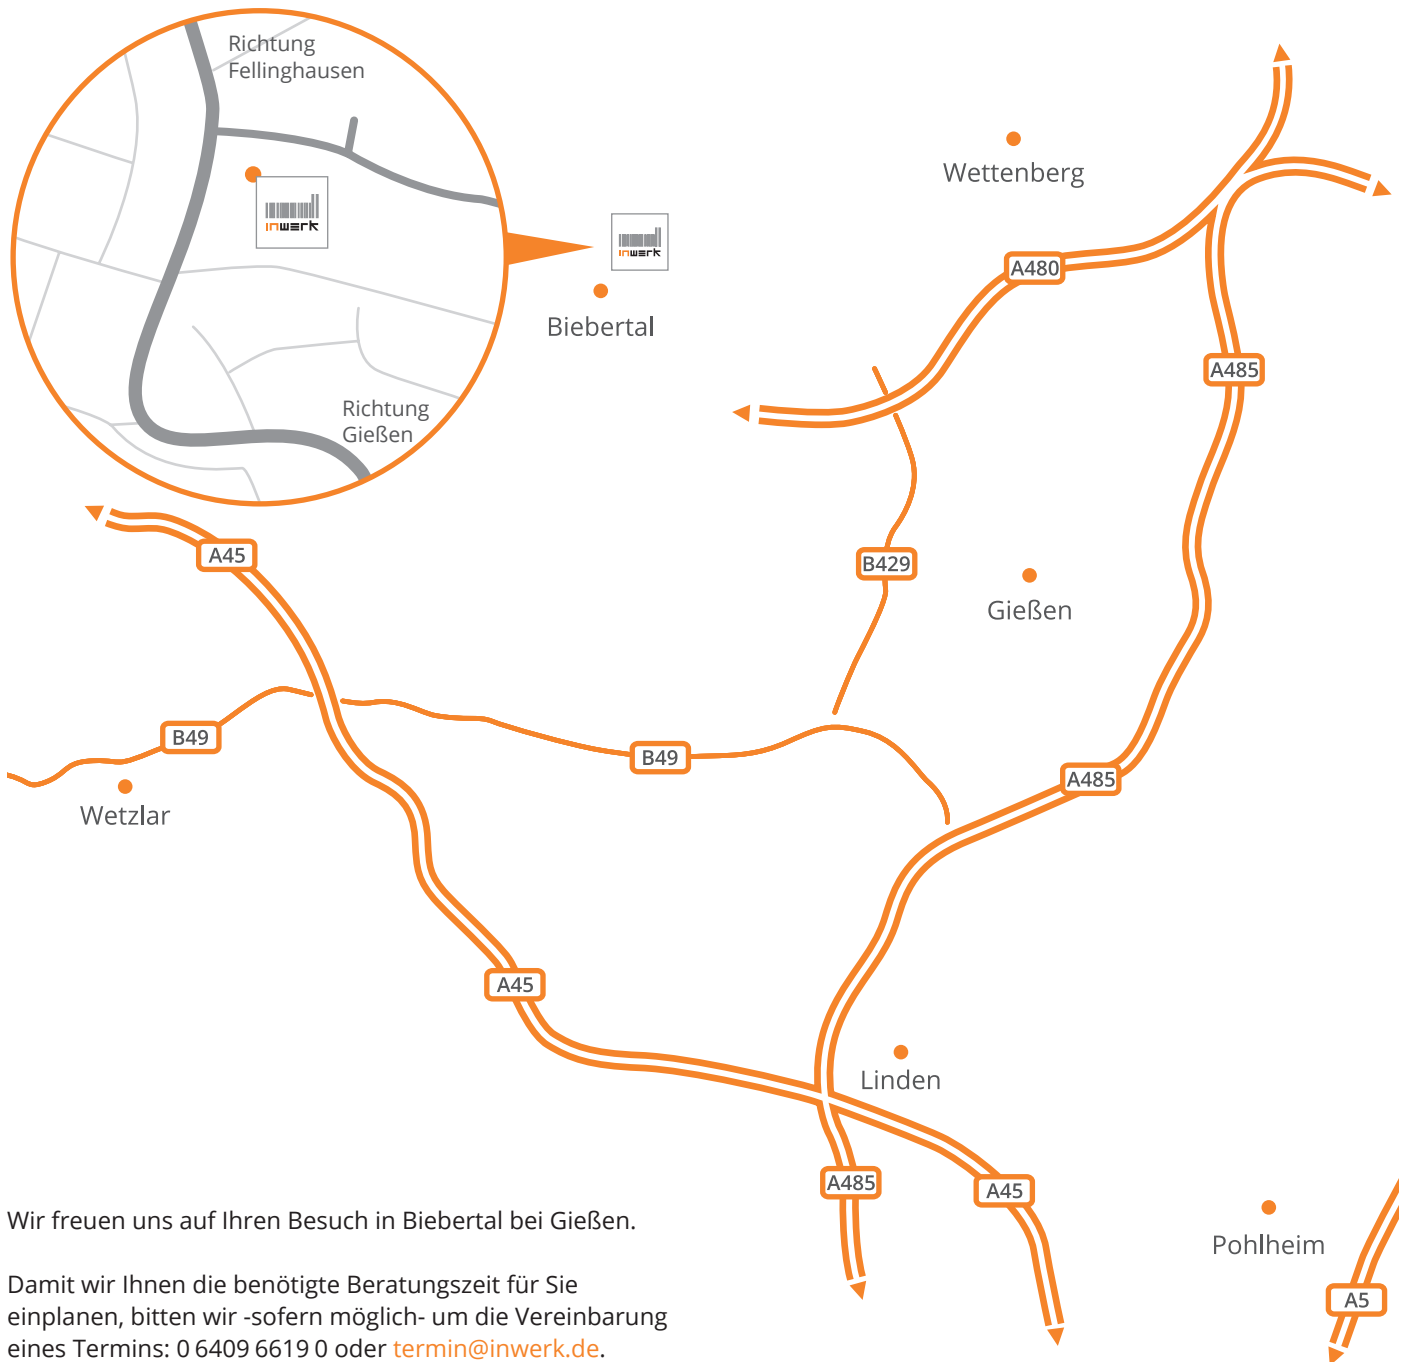 Richtung
Fellinghausen
inwerk
inwerk
Biebertal
Richtung
Gießen
Wettenberg
A480
A485
A45
B429
Gießen
B49
B49
A485
Wetzlar
A45
Linden
A485
A45
Pohlheim
A5
Wir freuen uns auf Ihren Besuch in Biebertal bei Gießen.
Damit wir Ihnen die benötigte Beratungszeit für Sie
einplanen, bitten wir -sofern möglich- um die Vereinbarung
eines Termins: 0 6409 6619 0 oder termin@inwerk.de.